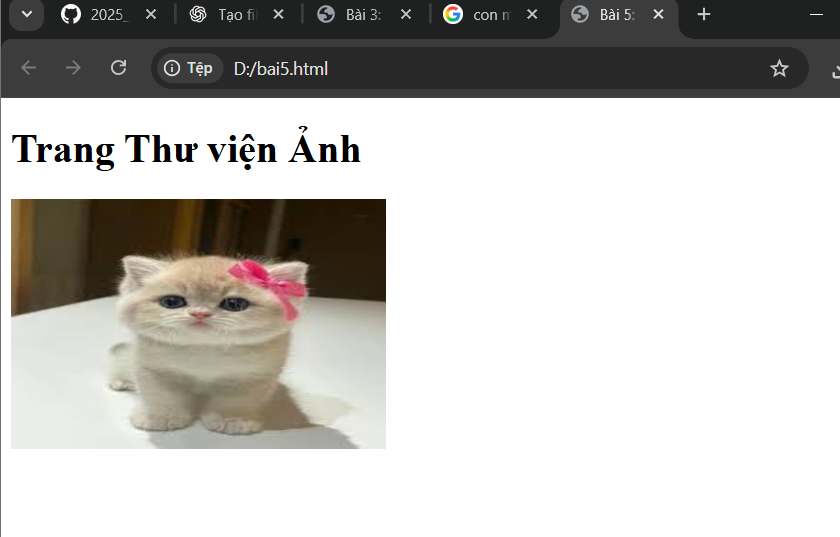 2025_ Tạo fi Bài 3: con m Bài 5:
Tệp D:/bai5.html
Trang Thư viện Ảnh